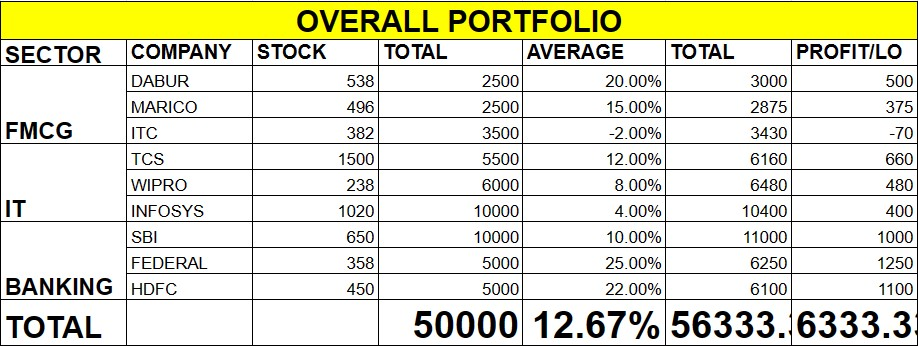 OVERALL PORTFOLIO
SECTOR COMPANY STOCK TOTAL AVERAGE TOTAL PROFIT/LO
FMCG DABUR 538 2500 20.00% 3000 500
MARICO 496 2500 15.00% 2875 375
ITC 382 3500 -2.00% 3430 -70
IT TCS 1500 5500 12.00% 6160 660
WIPRO 238 6000 8.00% 6480 480
INFOSYS 1020 10000 4.00% 10400 400
BANKING SBI 650 10000 10.00% 11000 1000
FEDERAL 358 5000 25.00% 6250 1250
HDFC 450 5000 22.00% 6100 1100
TOTAL 50000 12.67% 56333.3 6333.33